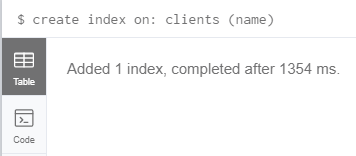 $ create index on: clients (name)
Table
Added 1 index, completed after 1354 ms.
Code